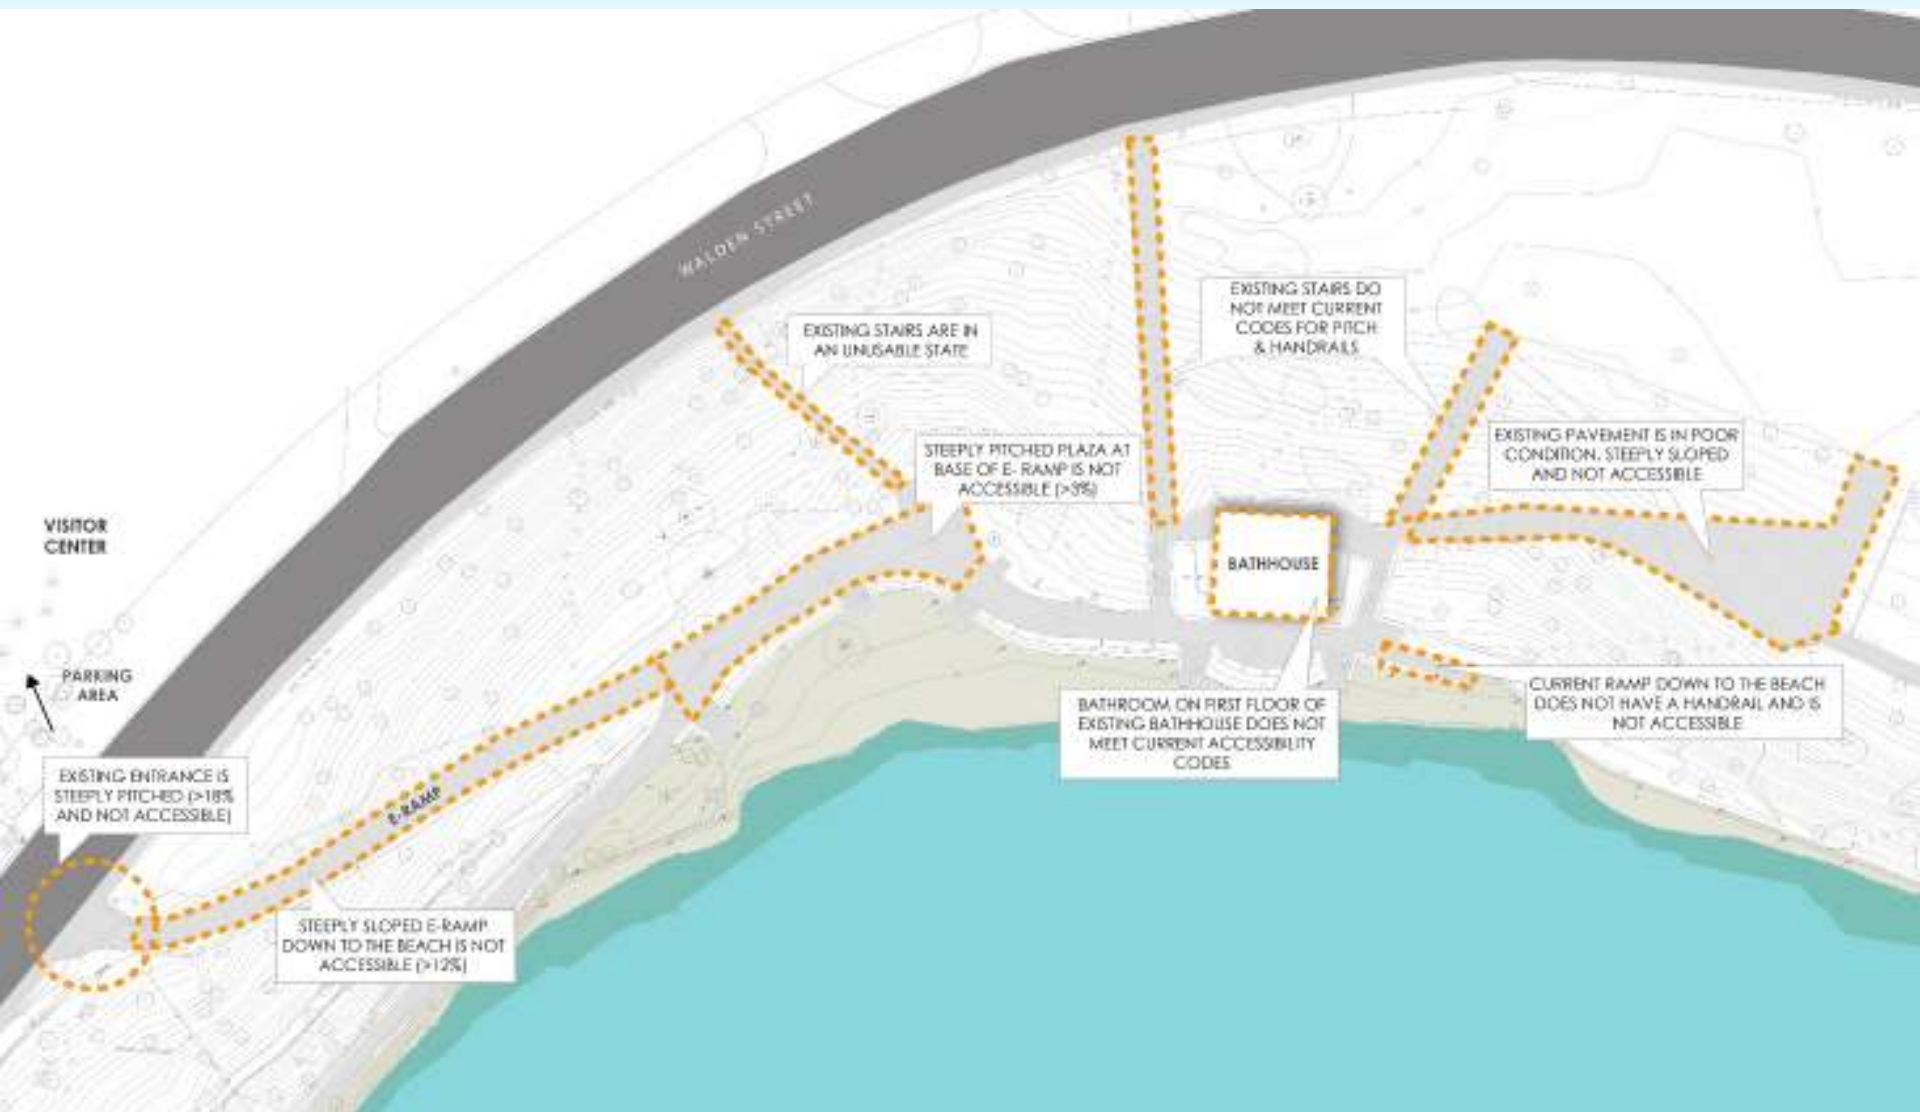 WALDEN STREET
EXISTING STAIRS ARE IN
AN UNUSABLE STATE
EXISTING STAIRS DO
NOT MEET CURRENT
CODES FOR PITCH
& HANDRAILS
STEEPLY PITCHED PLAZA AT
BASE OF E- RAMP IS NOT
ACCESSIBLE (>3%)
EXISTING PAVEMENT IS IN POOR
CONDITION, STEEPLY SLOPED
AND NOT ACCESSIBLE
VISITOR
CENTER
BATHHOUSE
PARKING
AREA
BATHROOM ON FIRST FLOOR OF
EXISTING BATHHOUSE DOES NOT
MEET CURRENT ACCESSIBILITY
CODES
CURRENT RAMP DOWN TO THE BEACH
DOES NOT HAVE A HANDRAIL AND IS
NOT ACCESSIBLE
EXISTING ENTRANCE IS
STEEPLY PITCHED (>18%
AND NOT ACCESSIBLE)
E-RAMP
STEEPLY SLOPED E-RAMP
DOWN TO THE BEACH IS NOT
ACCESSIBLE (>12%)